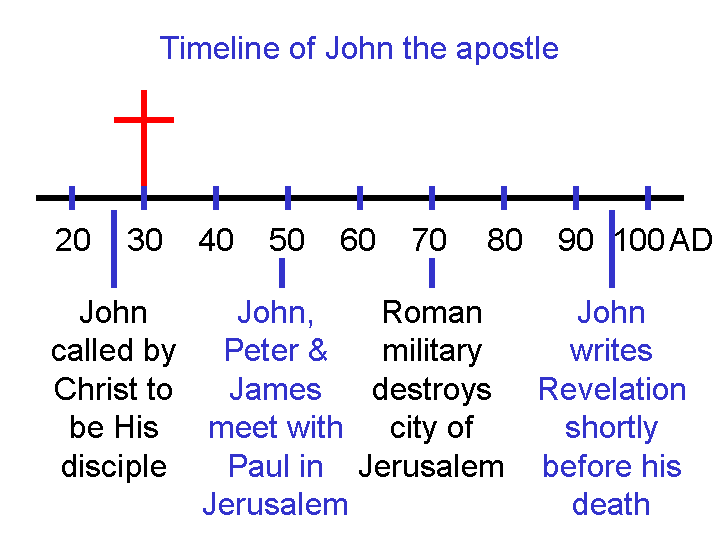 Timeline of John the apostle
20 30 40 50 60 70 80 90 100 AD
John
called by
Christ to
be His
disciple
John,
Peter &
James
meet with
Paul in
Jerusalem
Roman
military
destroys
city of
Jerusalem
John
writes
Revelation
shortly
before his
death